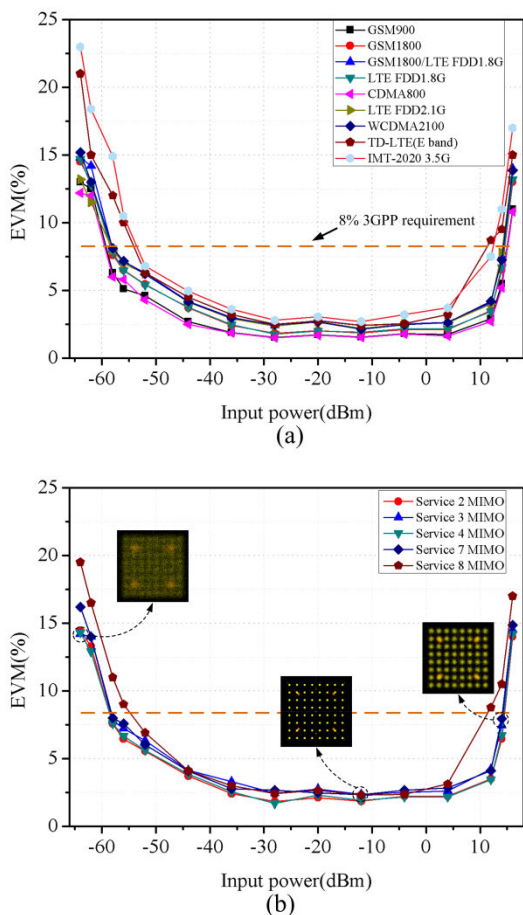 (a)
25
20
15
10
5
0
EVM(%)
GSM900
GSM1800
GSM1800/LTE FDD1.8G
LTE FDD1.8G
CDMA800
LTE FDD2.1G
WCDMA2100
TD-LTE(E band)
IMT-2020 3.5G
8% 3GPP requirement
-60 -50 -40 -30 -20 -10 0 10
Input power(dBm)
(a)
25
20
15
10
5
0
EVM(%)
Service 2 MIMO
Service 3 MIMO
Service 4 MIMO
Service 7 MIMO
Service 8 MIMO
-60 -50 -40 -30 -20 -10 0 10
Input power(dBm)
(b)